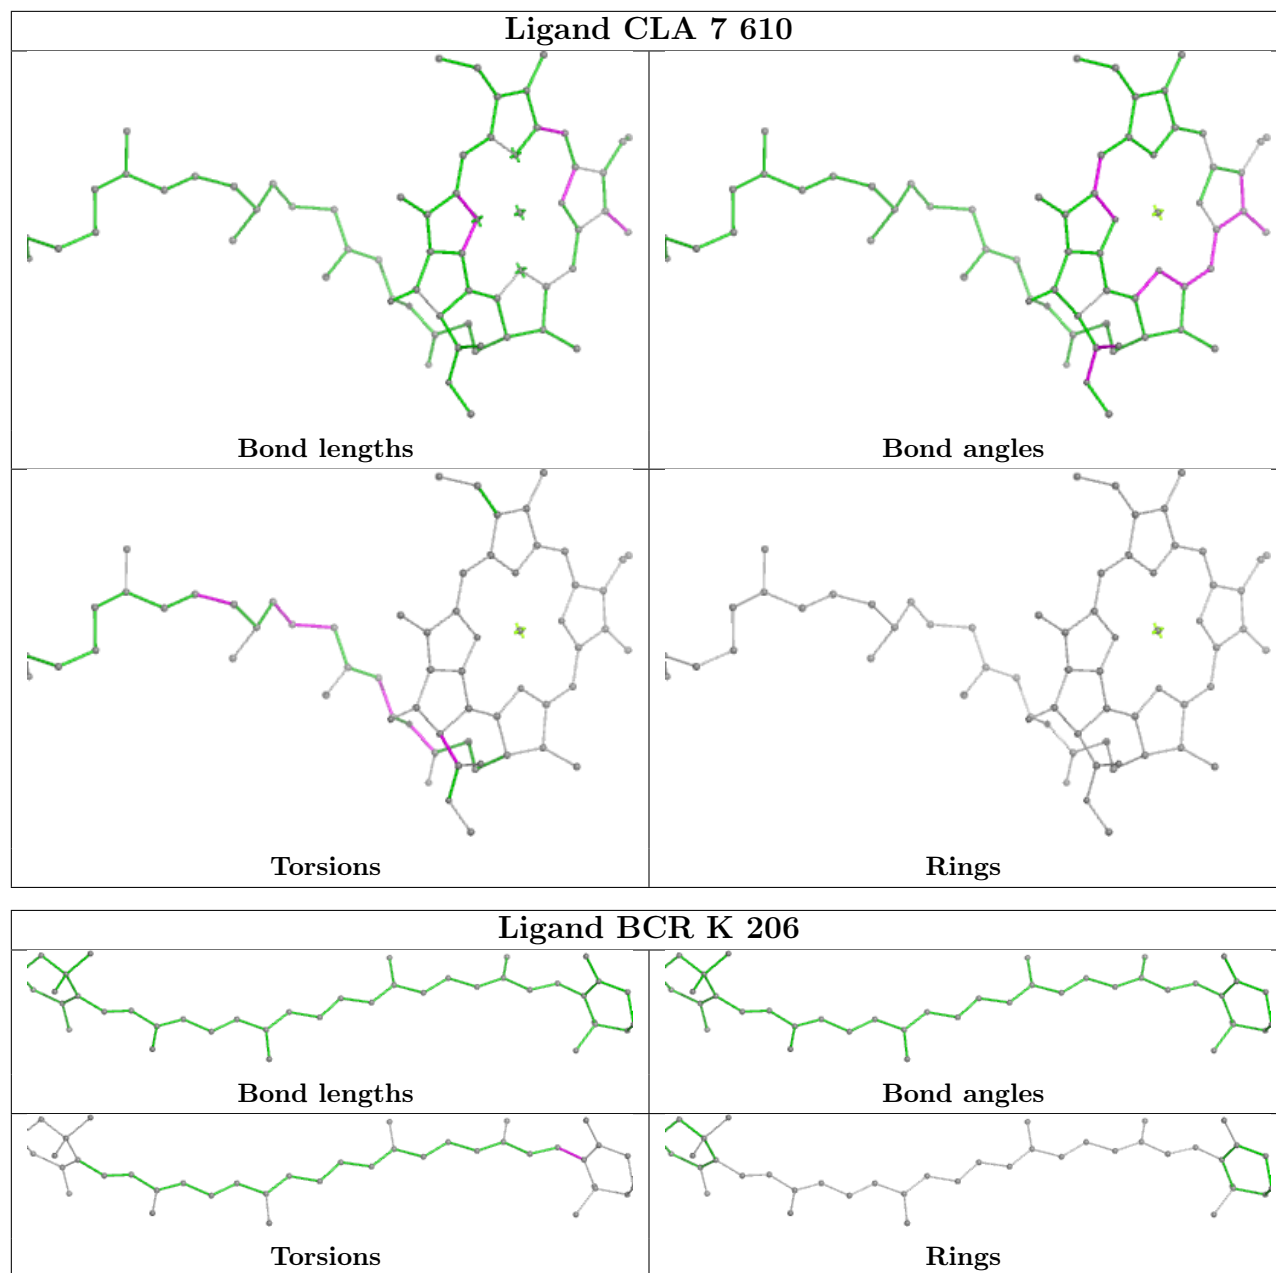 Ligand CLA 7 610
Bond lengths
Bond angles
Torsions
Rings
Ligand BCR K 206
Bond lengths
Bond angles
Torsions
Rings